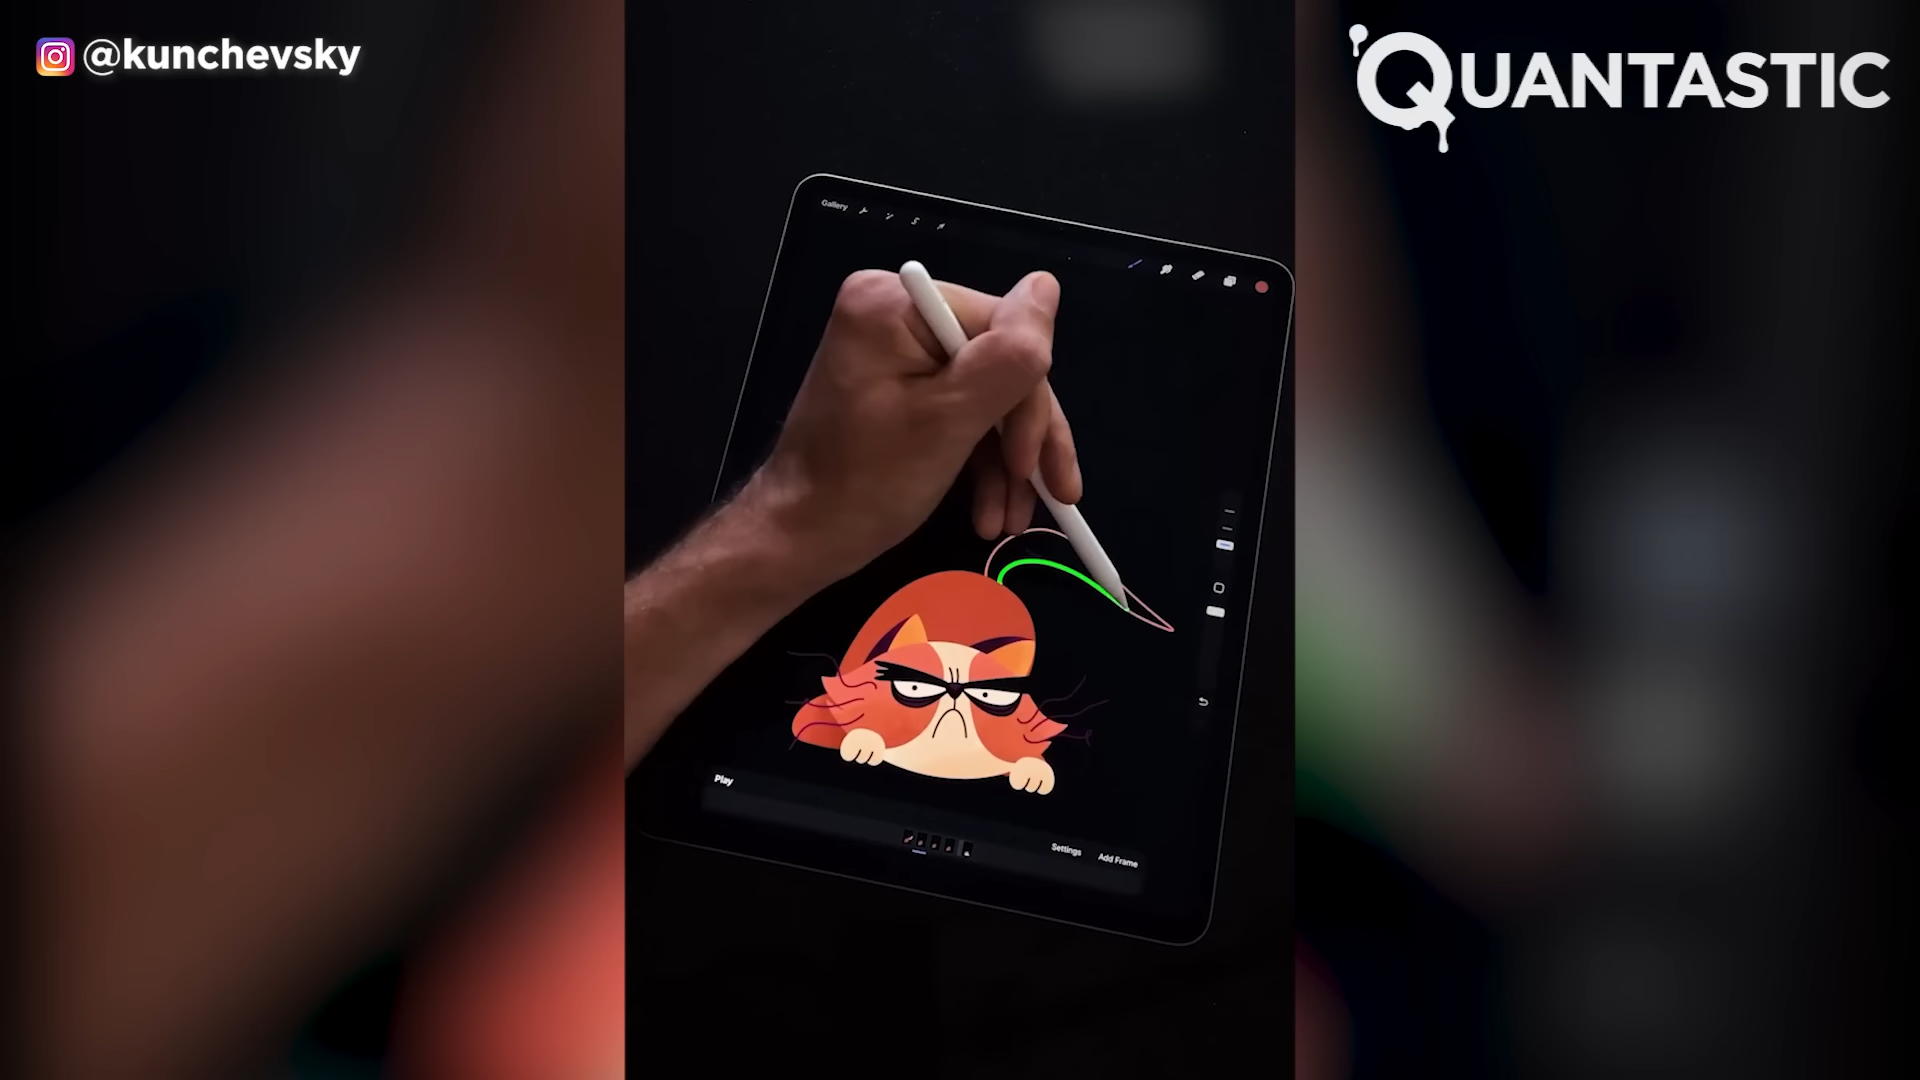 @kunchevsky
QUANTASTIC
Gallery
Play
Settings
Add Frame